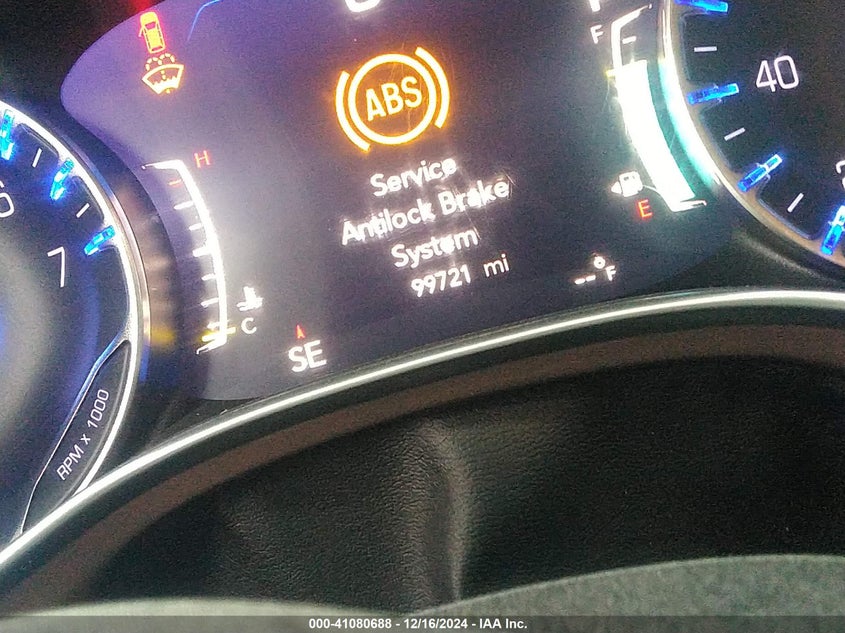 F
40
ABS
H
Service
Antilock Brake
System
99721 mi
E
--°F
C
SE
6
7
RPM x 1000
000-41080688 - 12/16/2024 - IAA Inc.